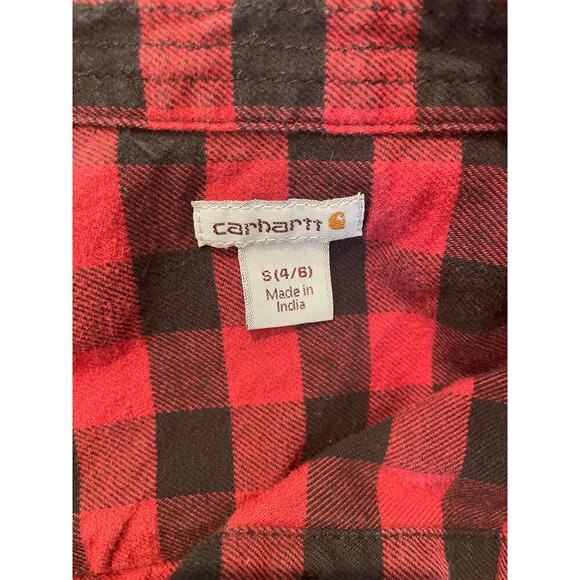 carhartt
S (4/6)
Made in
India